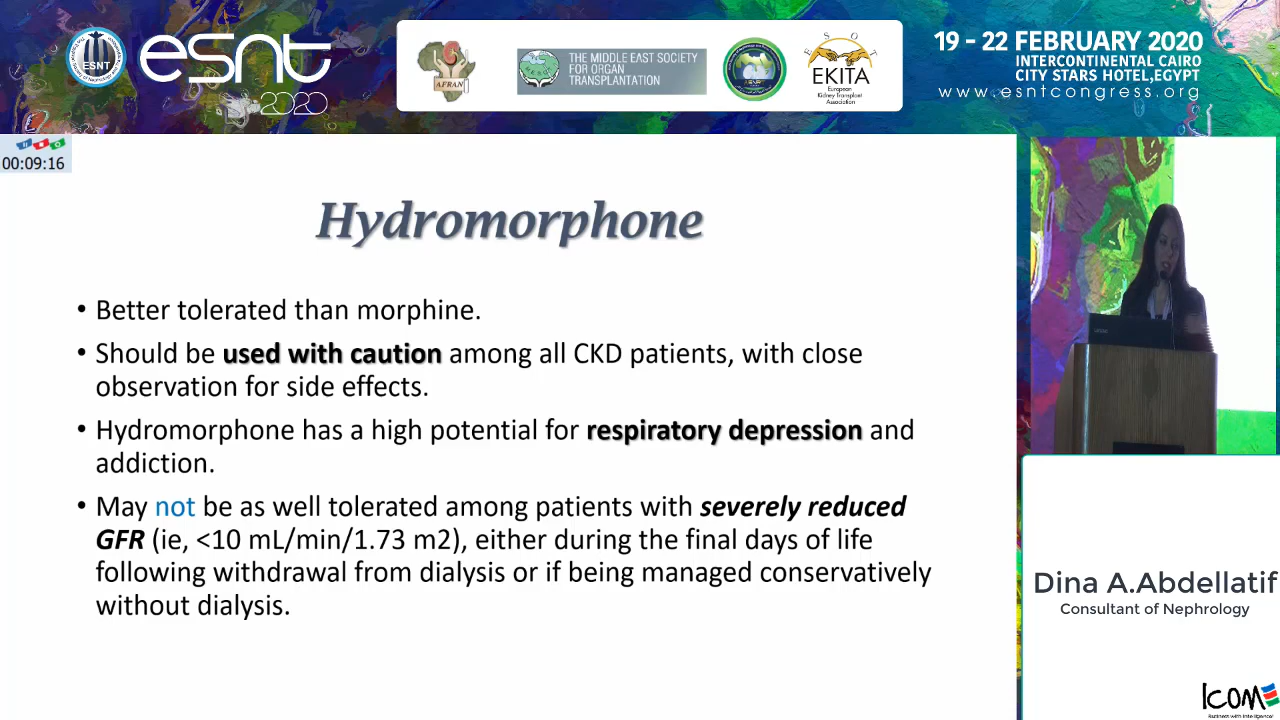 ESNT
esnt
2020
AFRAN
THE MIDDLE EAST SOCIETY
FOR ORGAN
TRANSPLANTATION
ESOT
EKITA
European
Kidney Transplant
Association
19 - 22 FEBRUARY 2020
INTERCONTINENTAL CAIRO
CITY STARS HOTEL,EGYPT
www.esntcongress.org
00:09:16
Hydromorphone
• Better tolerated than morphine.
• Should be used with caution among all CKD patients, with close
observation for side effects.
• Hydromorphone has a high potential for respiratory depression and
addiction.
• May not be as well tolerated among patients with severely reduced
GFR (ie, <10 mL/min/1.73 m2), either during the final days of life
following withdrawal from dialysis or if being managed conservatively
without dialysis.
Dina A.Abdellatif
Consultant of Nephrology
ICOM